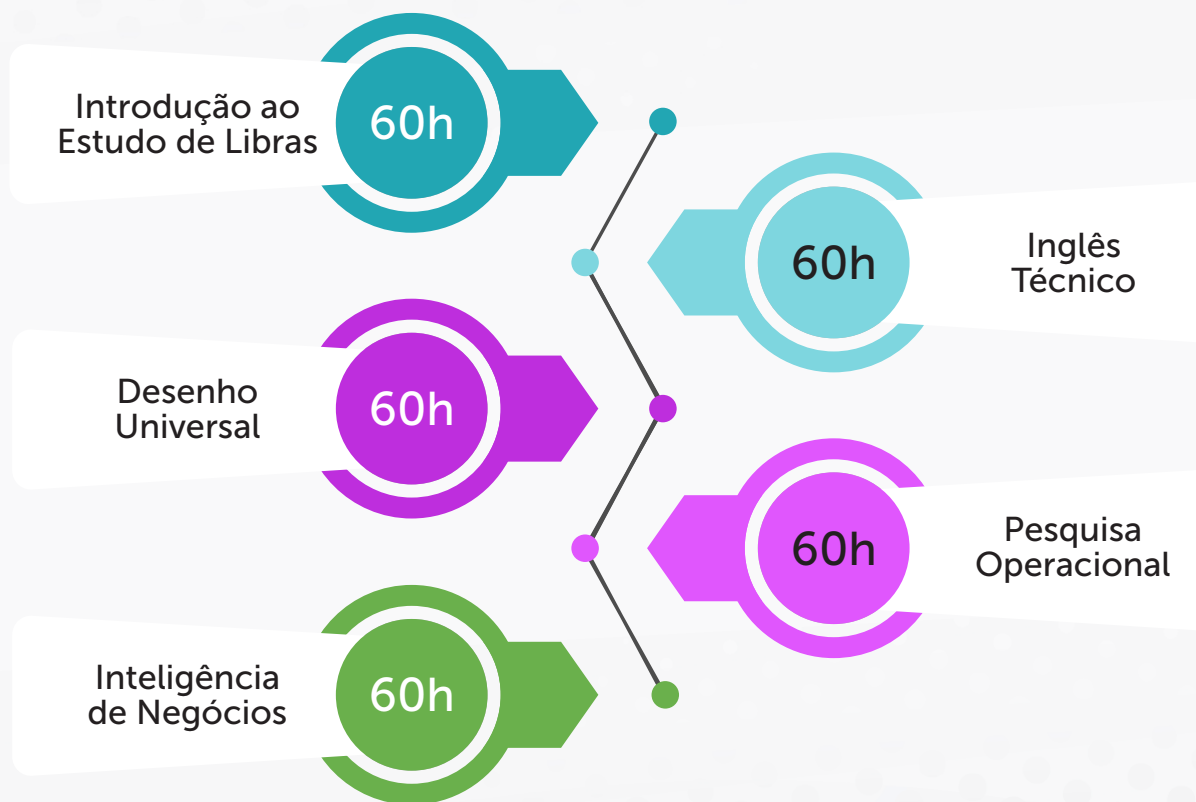 Introdução ao
Estudo de Libras
60h
60h
Inglês
Técnico
Desenho
Universal
60h
60h
Pesquisa
Operacional
Inteligência
de Negócios
60h